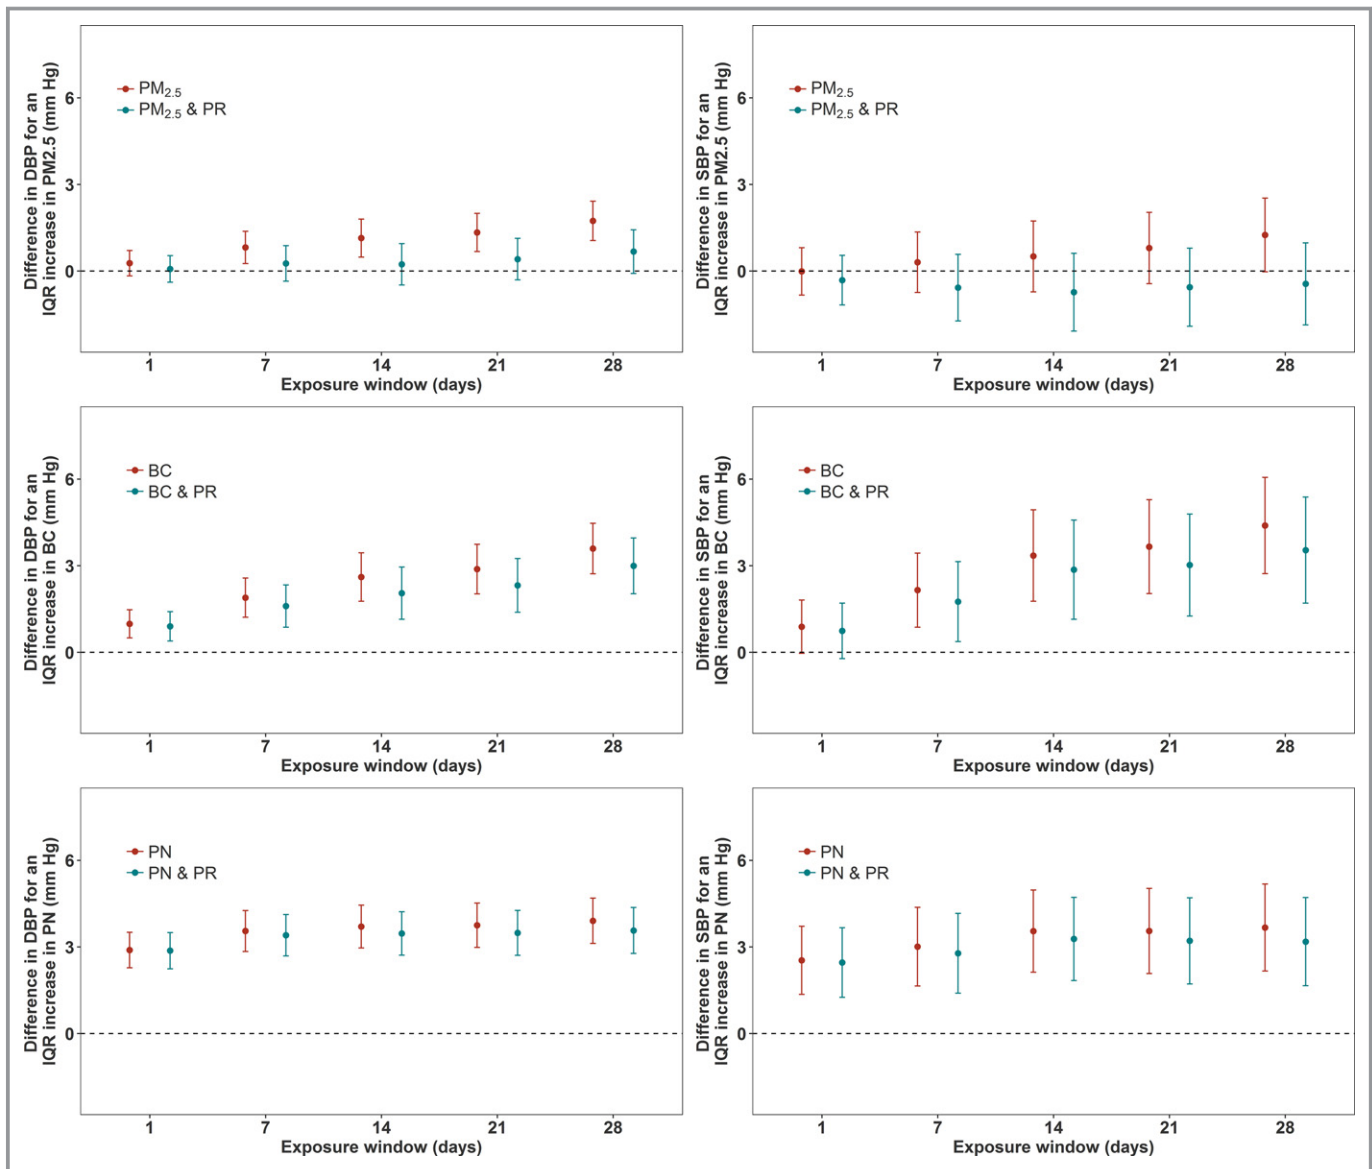 Difference in DBP for an
IQR increase in PM2.5 (mm Hg)
6
3
0
PM2.5
PM2.5 & PR
1 7 14 21 28
Exposure window (days)
Difference in SBP for an
IQR increase in PM2.5 (mm Hg)
6
3
0
PM2.5
PM2.5 & PR
1 7 14 21 28
Exposure window (days)
Difference in DBP for an
IQR increase in BC (mm Hg)
6
3
0
BC
BC & PR
1 7 14 21 28
Exposure window (days)
Difference in SBP for an
IQR increase in BC (mm Hg)
6
3
0
BC
BC & PR
1 7 14 21 28
Exposure window (days)
Difference in DBP for an
IQR increase in PN (mm Hg)
6
3
0
PN
PN & PR
1 7 14 21 28
Exposure window (days)
Difference in SBP for an
IQR increase in PN (mm Hg)
6
3
0
PN
PN & PR
1 7 14 21 28
Exposure window (days)